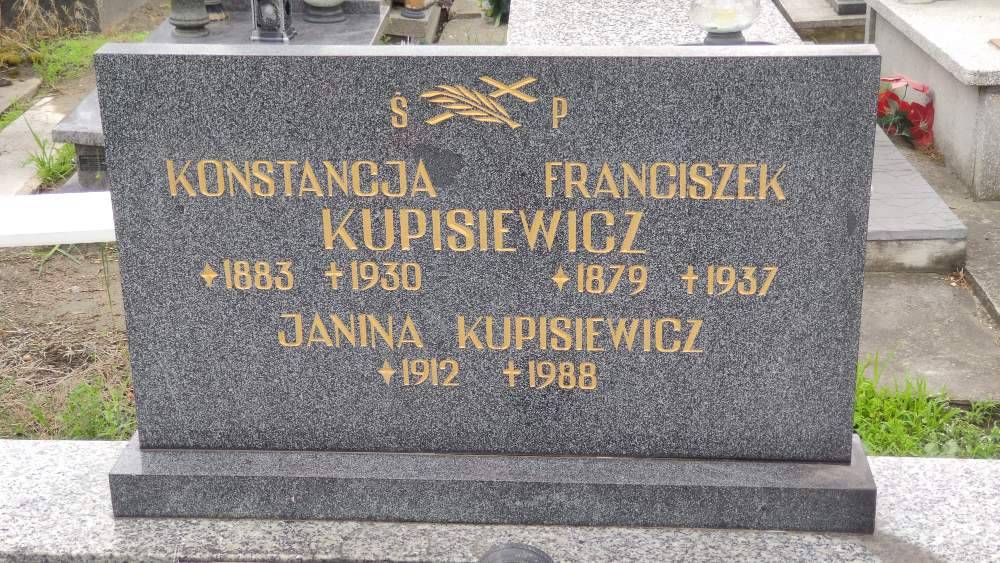 Ś P
KONSTANCJA FRANCISZEK
KUPISIEWICZ
✦1883 ✝1930 ✦1879 ✝1937
JANINA KUPISIEWICZ
✦1912 ✝1988